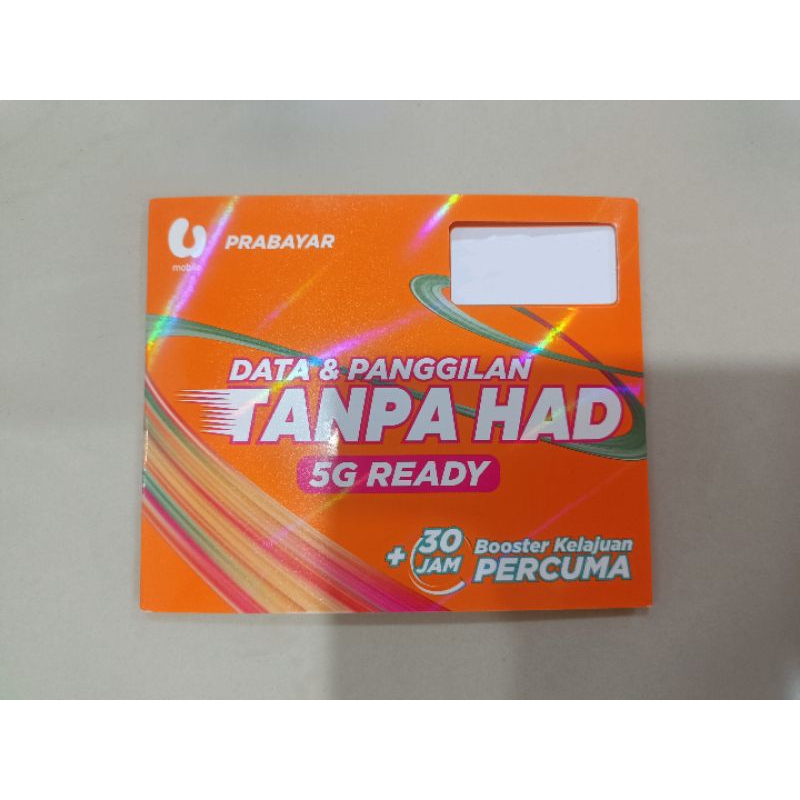 U
mobile
PRABAYAR
DATA & PANGGILAN
TANPA HAD
5G READY
+ 30 JAM
Booster Kelajuan
PERCUMA